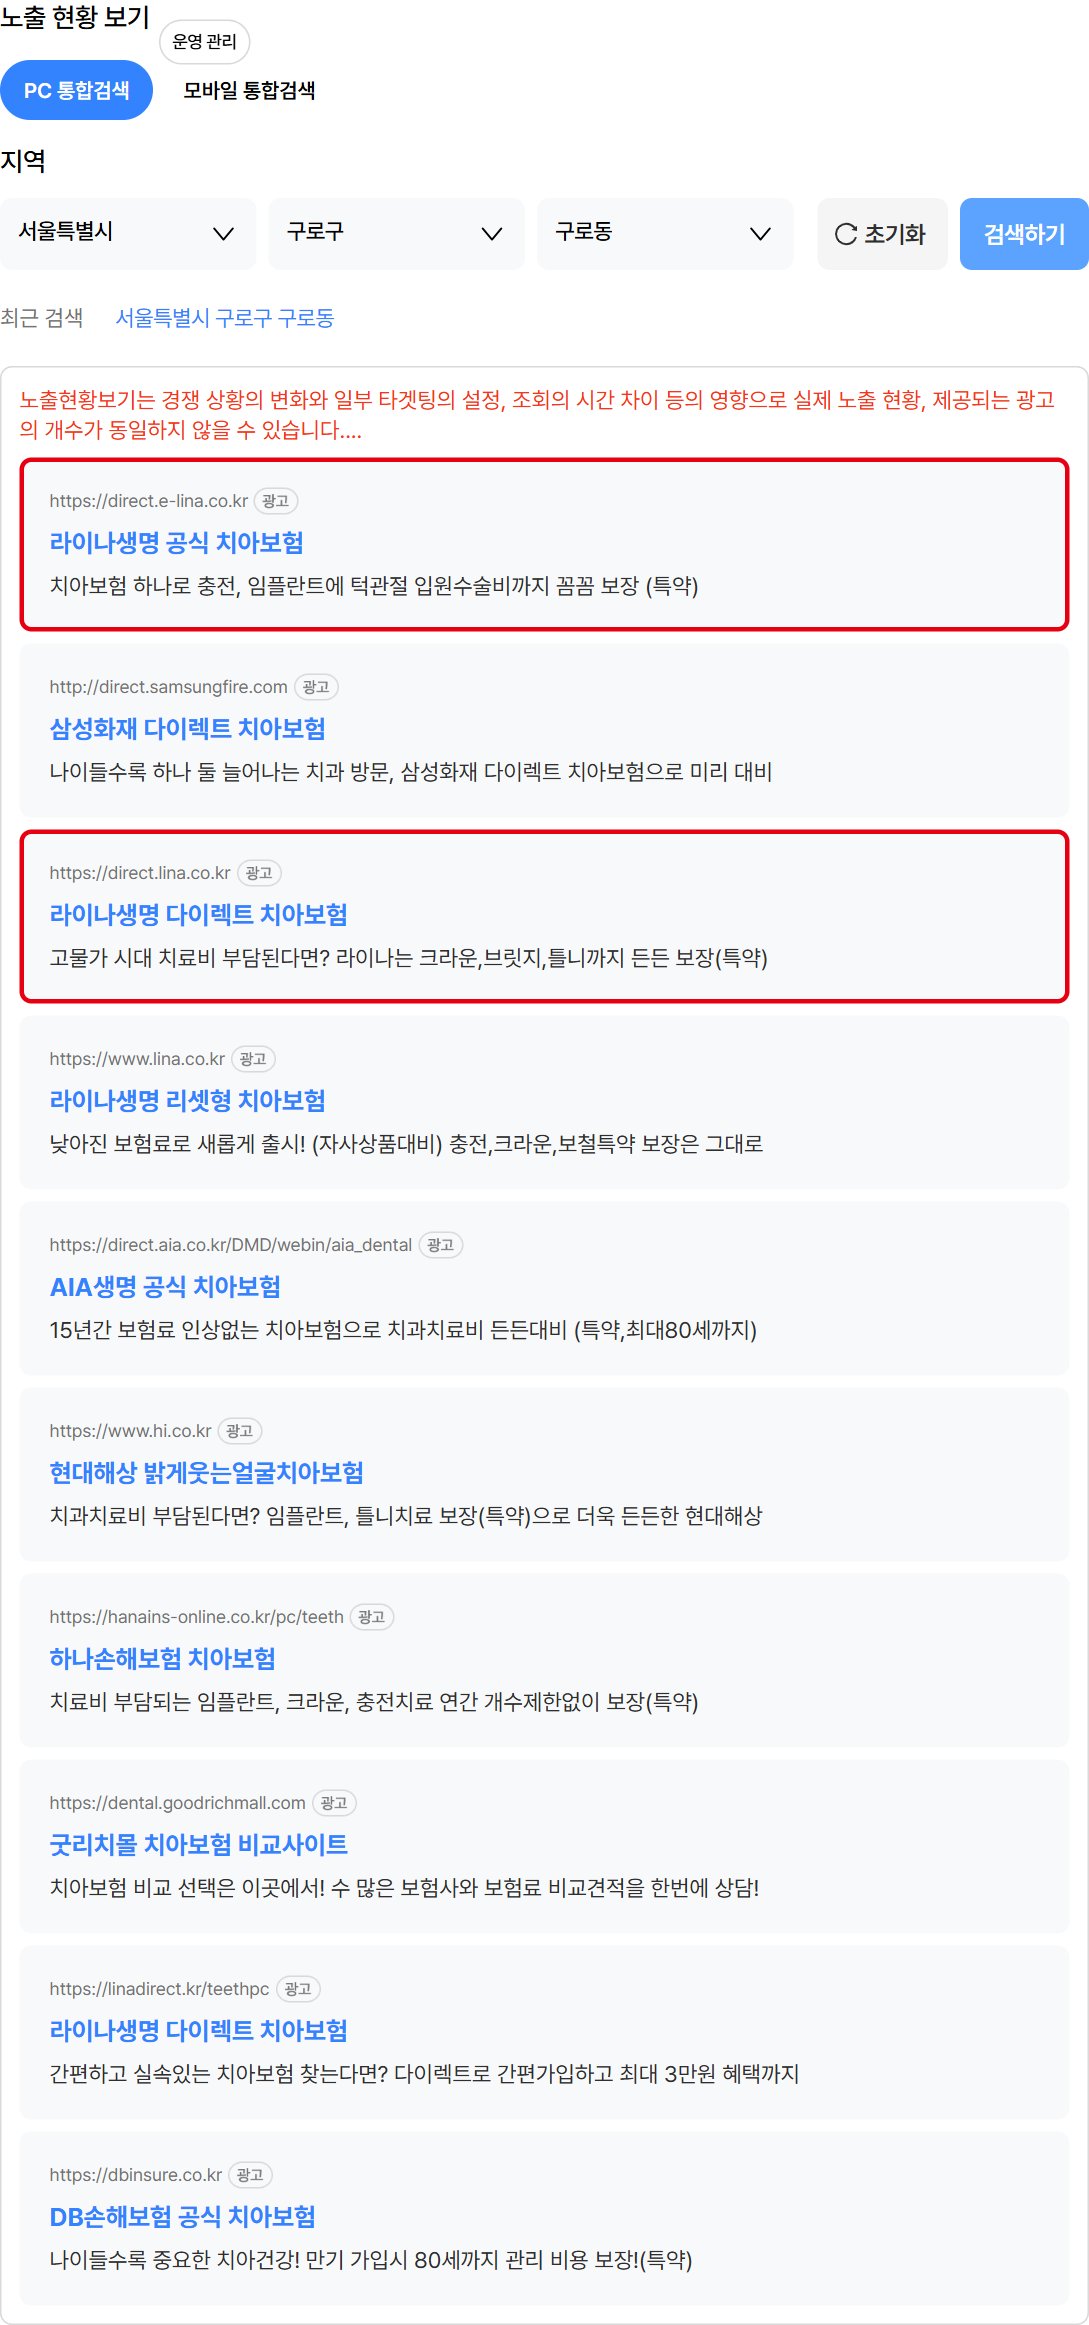 노출 현황 보기
운영 관리
PC 통합검색
모바일 통합검색
지역
서울특별시
구로구
구로동
초기화
검색하기
최근 검색
서울특별시 구로구 구로동
노출현황보기는 경쟁 상황의 변화와 일부 타겟팅의 설정, 조회의 시간 차이 등의 영향으로 실제 노출 현황, 제공되는 광고
의 개수가 동일하지 않을 수 있습니다....
https://direct.e-lina.co.kr 광고
라이나생명 공식 치아보험
치아보험 하나로 충전, 임플란트에 턱관절 입원수술비까지 꼼꼼 보장 (특약)
http://direct.samsungfire.com 광고
삼성화재 다이렉트 치아보험
나이들수록 하나 둘 늘어나는 치과 방문, 삼성화재 다이렉트 치아보험으로 미리 대비
https://direct.lina.co.kr 광고
라이나생명 다이렉트 치아보험
고물가 시대 치료비 부담된다면? 라이나는 크라운,브릿지,틀니까지 든든 보장(특약)
https://www.lina.co.kr 광고
라이나생명 리셋형 치아보험
낮아진 보험료로 새롭게 출시! (자사상품대비) 충전,크라운,보철특약 보장은 그대로
https://direct.aia.co.kr/DMD/webin/aia_dental 광고
AIA생명 공식 치아보험
15년간 보험료 인상없는 치아보험으로 치과치료비 든든대비 (특약,최대80세까지)
https://www.hi.co.kr 광고
현대해상 밝게웃는얼굴치아보험
치과치료비 부담된다면? 임플란트, 틀니치료 보장(특약)으로 더욱 든든한 현대해상
https://hanains-online.co.kr/pc/teeth 광고
하나손해보험 치아보험
치료비 부담되는 임플란트, 크라운, 충전치료 연간 개수제한없이 보장(특약)
https://dental.goodrichmall.com 광고
굿리치몰 치아보험 비교사이트
치아보험 비교 선택은 이곳에서! 수 많은 보험사와 보험료 비교견적을 한번에 상담!
https://linadirect.kr/teethpc 광고
라이나생명 다이렉트 치아보험
간편하고 실속있는 치아보험 찾는다면? 다이렉트로 간편가입하고 최대 3만원 혜택까지
https://dbinsure.co.kr 광고
DB손해보험 공식 치아보험
나이들수록 중요한 치아건강! 만기 가입시 80세까지 관리 비용 보장!(특약)